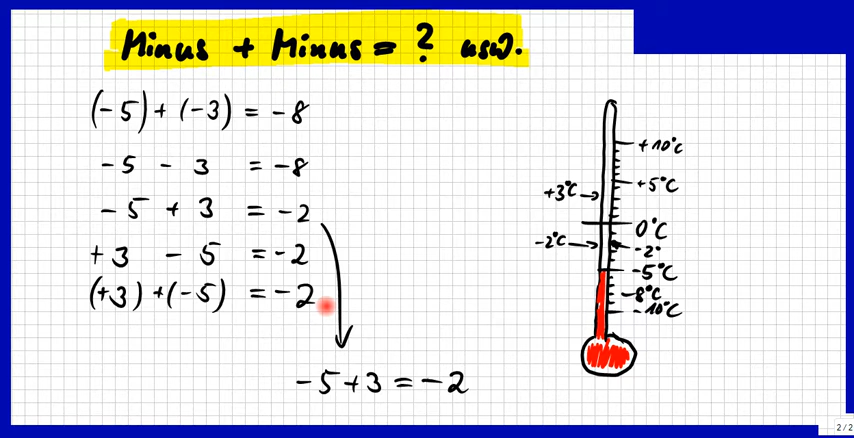 Minus + Minus = ? usw.
(-5) + (-3) = -8
-5 - 3 = -8
-5 + 3 = -2
+3 - 5 = -2
(+3) + (-5) = -2
-5 + 3 = -2
+10°C
+5°C
+3°C
0°C
-2°C
-2°
-5°C
-8°C
-10°C
2/2